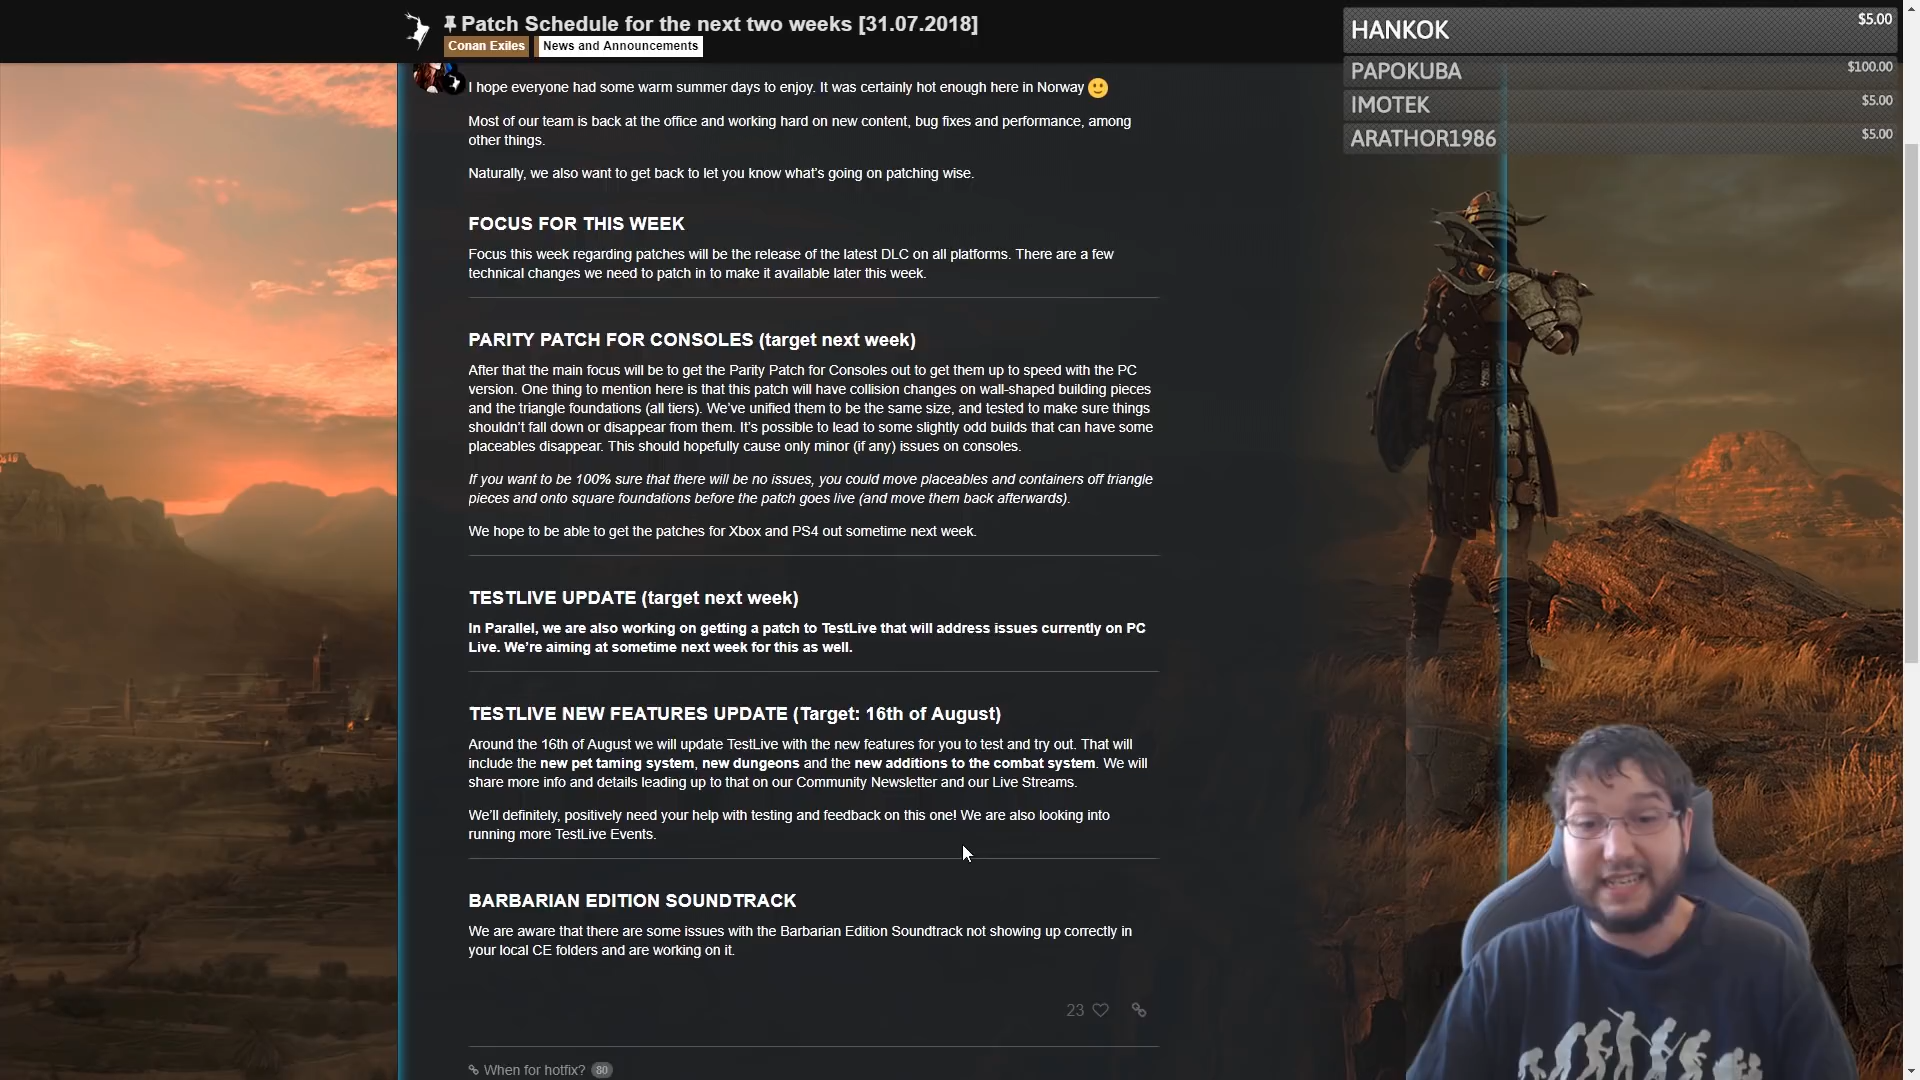 Patch Schedule for the next two weeks [31.07.2018]
Conan Exiles News and Announcements
HANKOK $5.00
PAPOKUBA $100.00
IMOTEK $5.00
ARATHOR1986 $5.00
I hope everyone had some warm summer days to enjoy. It was certainly hot enough here in Norway
Most of our team is back at the office and working hard on new content, bug fixes and performance, among
other things.
Naturally, we also want to get back to let you know what's going on patching wise.
FOCUS FOR THIS WEEK
Focus this week regarding patches will be the release of the latest DLC on all platforms. There are a few
technical changes we need to patch in to make it available later this week.
PARITY PATCH FOR CONSOLES (target next week)
After that the main focus will be to get the Parity Patch for Consoles out to get them up to speed with the PC
version. One thing to mention here is that this patch will have collision changes on wall-shaped building pieces
and the triangle foundations (all tiers). We've unified them to be the same size, and tested to make sure things
shouldn't fall down or disappear from them. It's possible to lead to some slightly odd builds that can have some
placeables disappear. This should hopefully cause only minor (if any) issues on consoles.
If you want to be 100% sure that there will be no issues, you could move placeables and containers off triangle
pieces and onto square foundations before the patch goes live (and move them back afterwards).
We hope to be able to get the patches for Xbox and PS4 out sometime next week.
TESTLIVE UPDATE (target next week)
In Parallel, we are also working on getting a patch to TestLive that will address issues currently on PC
Live. We're aiming at sometime next week for this as well.
TESTLIVE NEW FEATURES UPDATE (Target: 16th of August)
Around the 16th of August we will update TestLive with the new features for you to test and try out. That will
include the new pet taming system, new dungeons and the new additions to the combat system. We will
share more info and details leading up to that on our Community Newsletter and our Live Streams.
We'll definitely, positively need your help with testing and feedback on this one! We are also looking into
running more TestLive Events.
BARBARIAN EDITION SOUNDTRACK
We are aware that there are some issues with the Barbarian Edition Soundtrack not showing up correctly in
your local CE folders and are working on it.
23
When for hotfix? 80